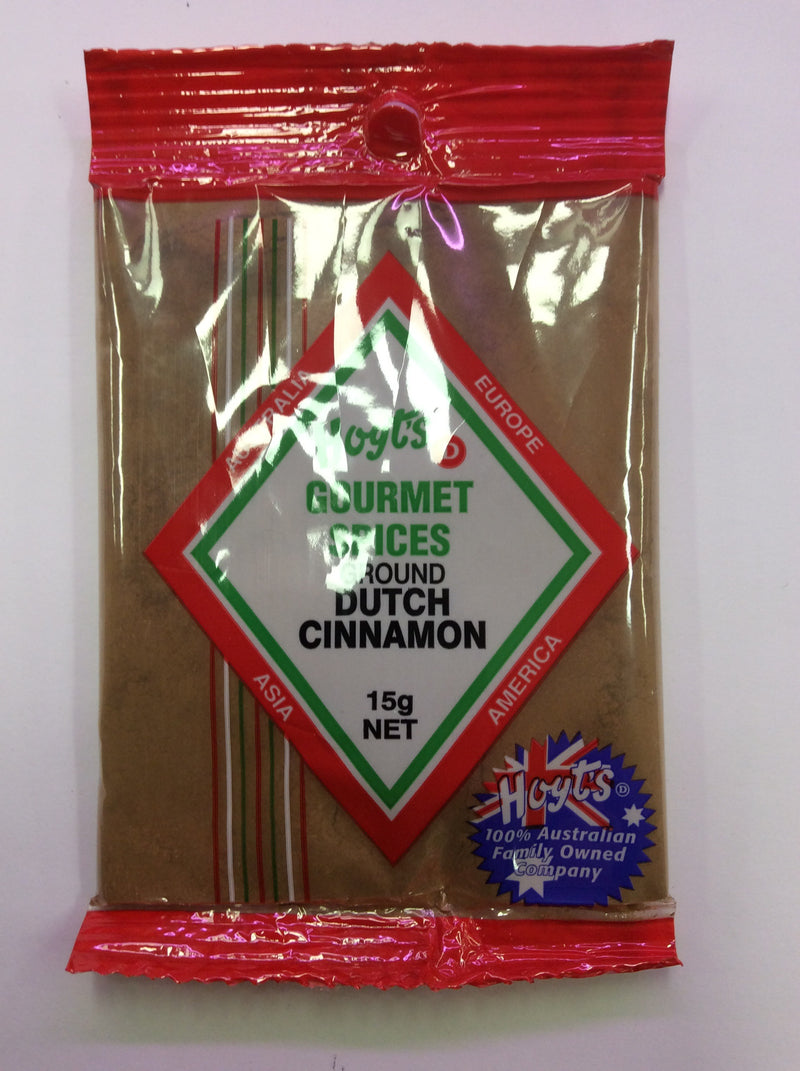 AUSTRALIA
EUROPE
Hoyt's D
GOURMET
SPICES
GROUND
DUTCH
CINNAMON
15g
NET
ASIA
AMERICA
Hoyt's D
100% Australian
Family Owned
Company